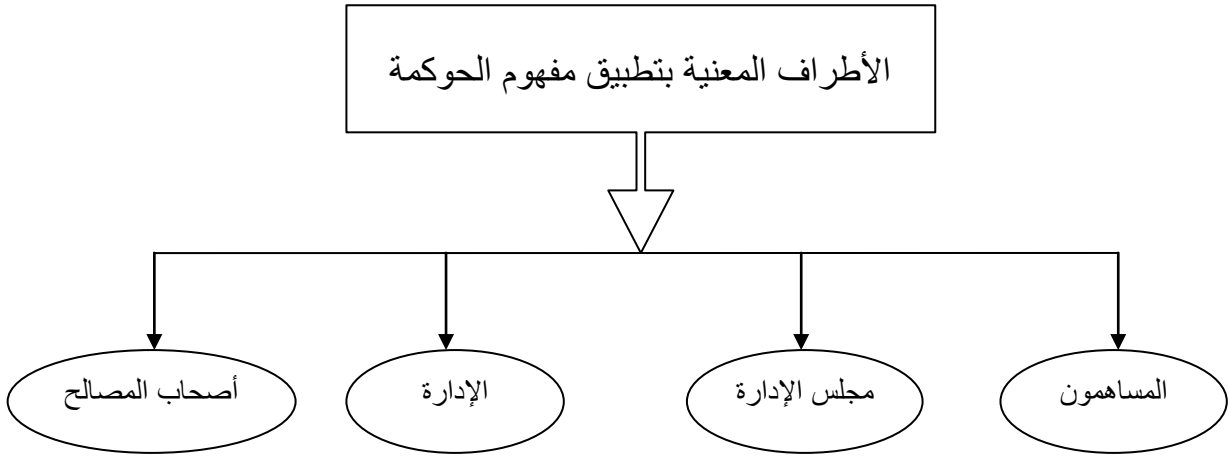 الأطراف المعنية بتطبيق مفهوم الحوكمة
المساهمون
مجلس الإدارة
الإدارة
أصحاب المصالح